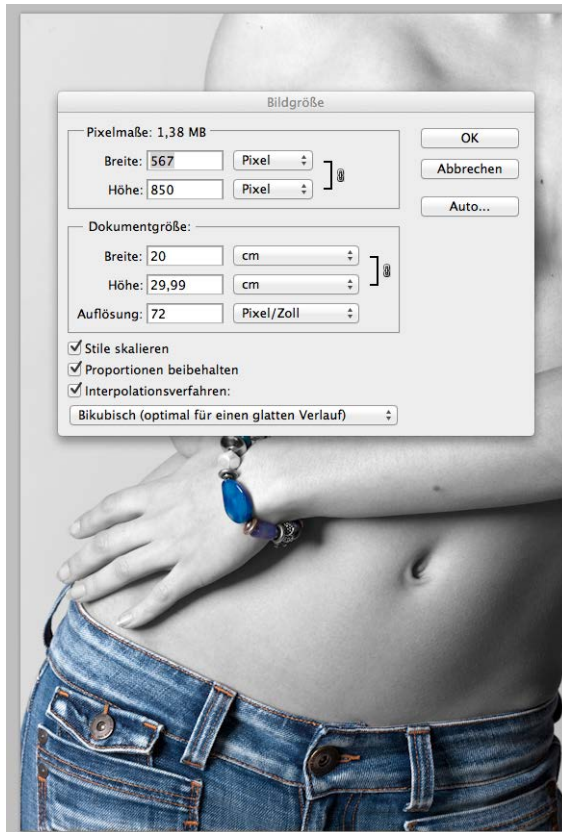 Bildgröße
Pixelmaße: 1,38 MB
Breite: 567 Pixel
Höhe: 850 Pixel
OK
Abbrechen
Auto...
Dokumentgröße:
Breite: 20 cm
Höhe: 29,99 cm
Auflösung: 72 Pixel/Zoll
Stile skalieren
Proportionen beibehalten
Interpolationsverfahren:
Bikubisch (optimal für einen glatten Verlauf)